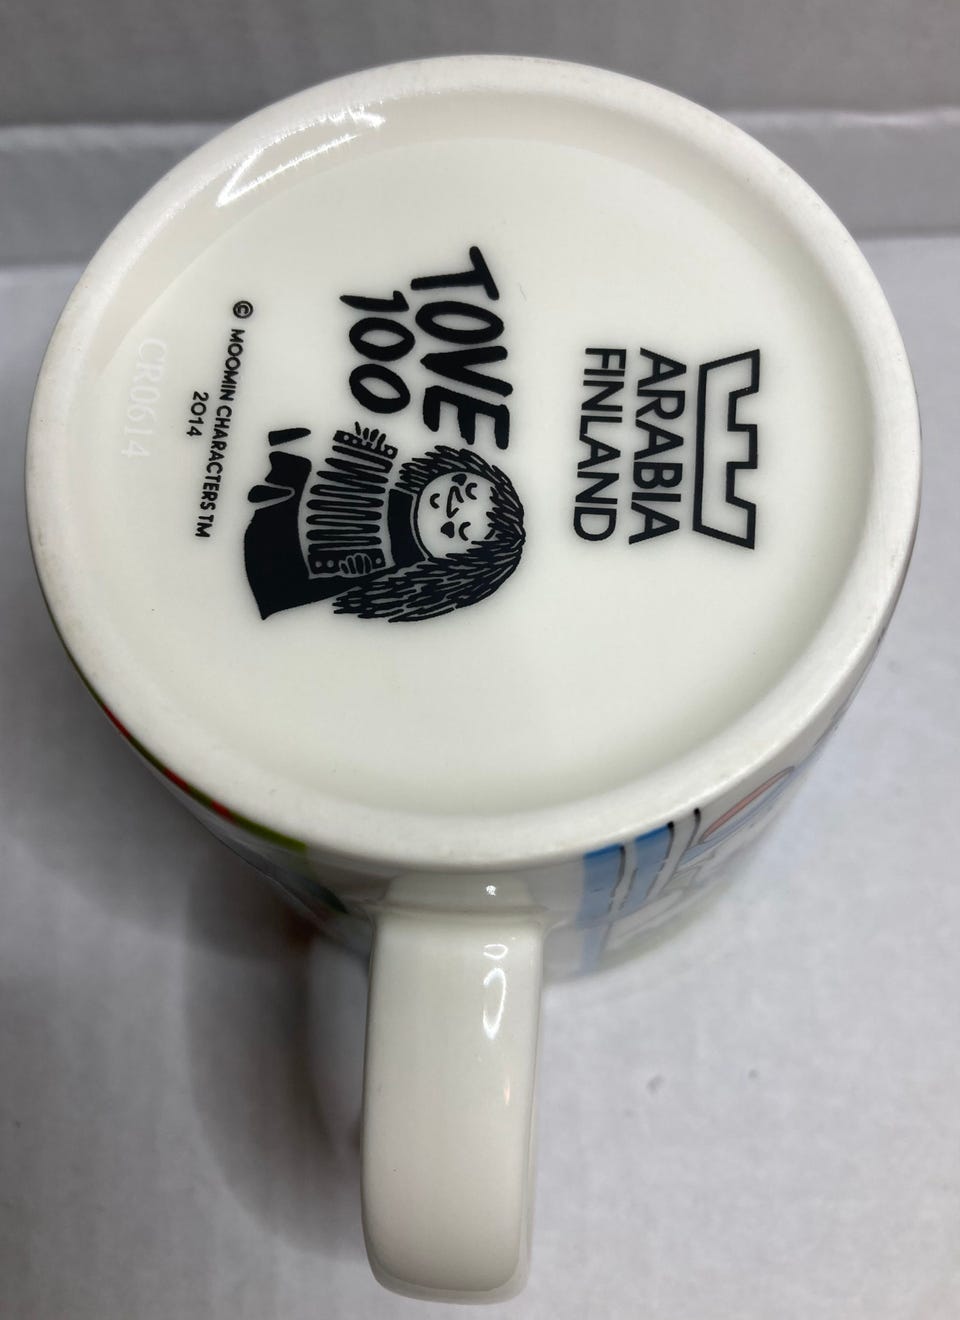 ARABIA
FINLAND
TOVE
100
© MOOMIN CHARACTERS TM
2014
CR0614